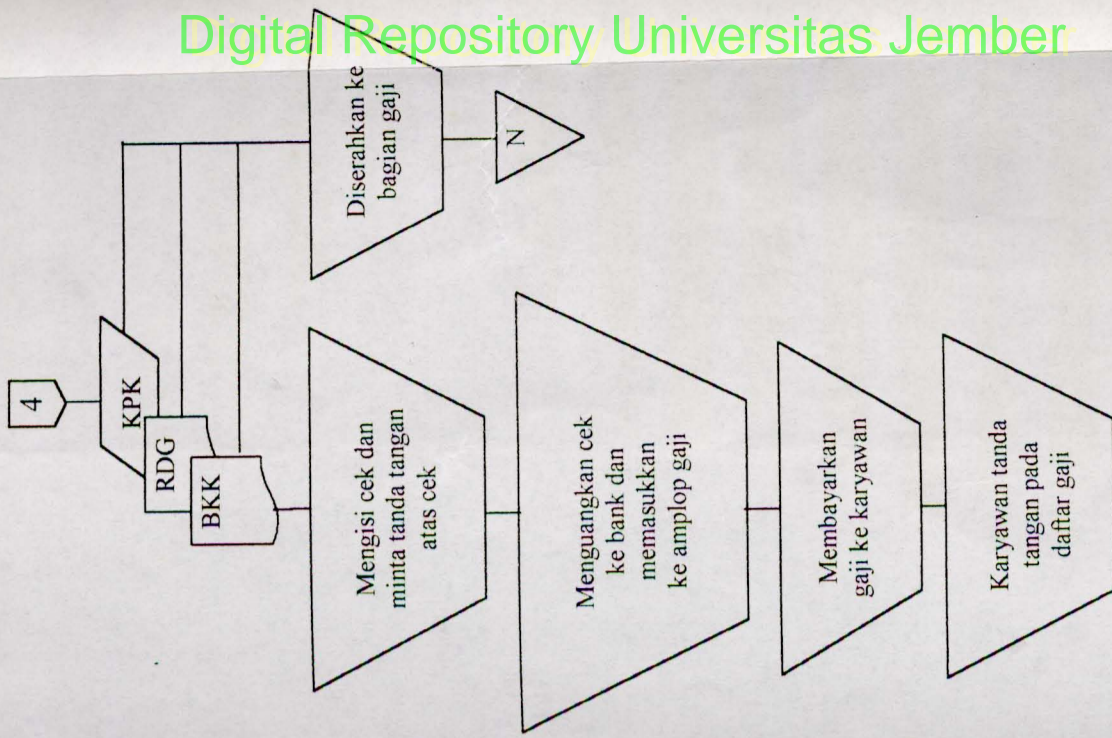 Digital Repository Universitas Jember
4
KPK
RDG
BKK
Diserahkan ke
bagian gaji
N
Mengisi cek dan
minta tanda tangan
atas cek
Menguangkan cek
ke bank dan
memasukkan
ke amplop gaji
Membayarkan
gaji ke karyawan
Karyawan tanda
tangan pada
daftar gaji